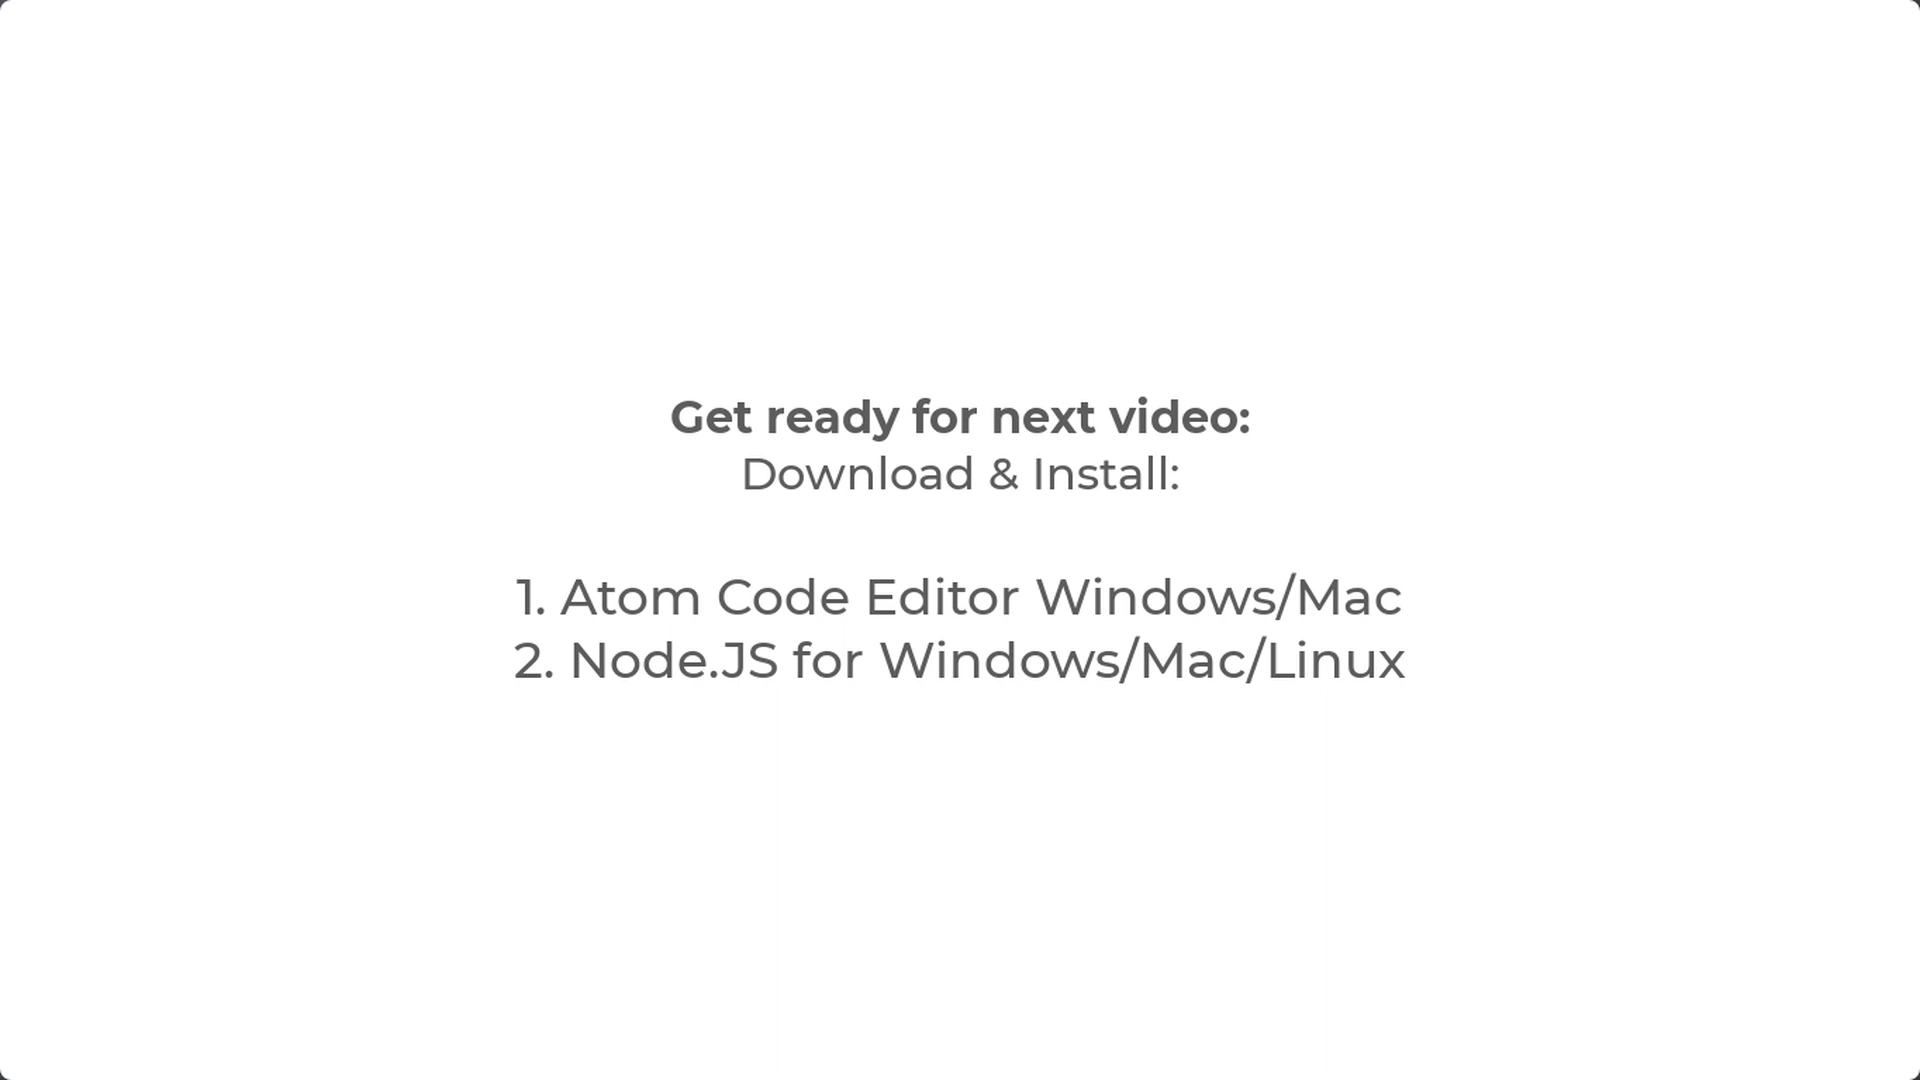 Get ready for next video:
Download & Install:
1. Atom Code Editor Windows/Mac
2. Node.JS for Windows/Mac/Linux